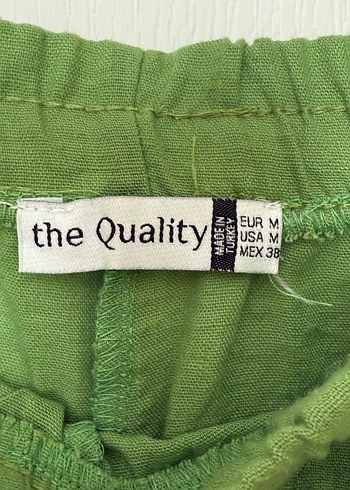 the Quality
MADE IN
TURKEY
EUR M
USA M
MEX 38